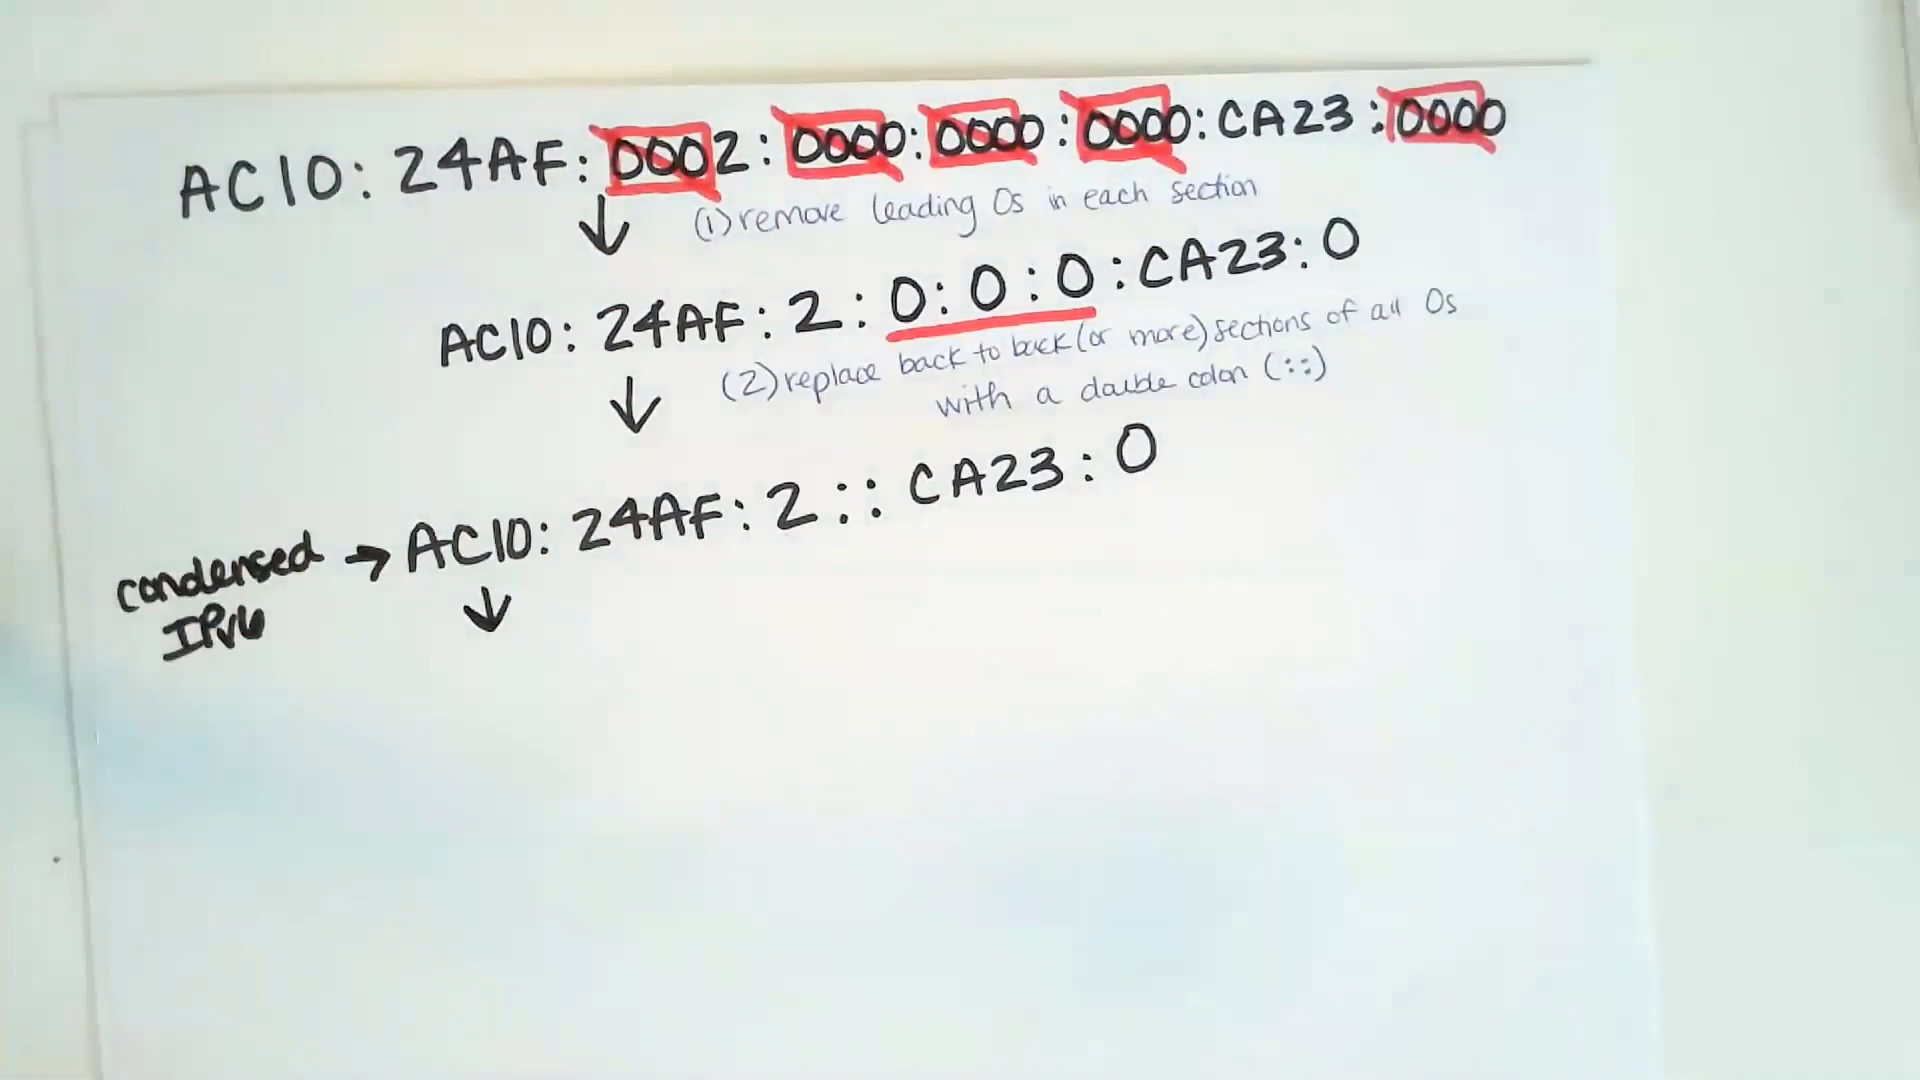 AC10:24AF:0002:0000:0000:0000:CA23:0000
(1) remove leading 0s in each section
AC10:24AF:2:0:0:0:CA23:0
(2) replace back to back (or more) sections of all 0s
with a double colon (::)
condensed → AC10:24AF:2::CA23:0
IPv6